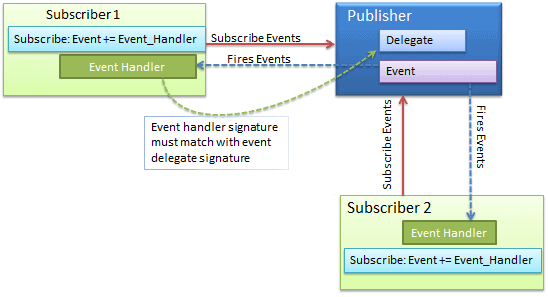 Subscriber 1
Subscribe: Event += Event_Handler
Event Handler
Subscribe Events
Fires Events
Publisher
Delegate
Event
Event handler signature
must match with event
delegate signature
Subscribe Events
Fires Events
Subscriber 2
Event Handler
Subscribe: Event += Event_Handler